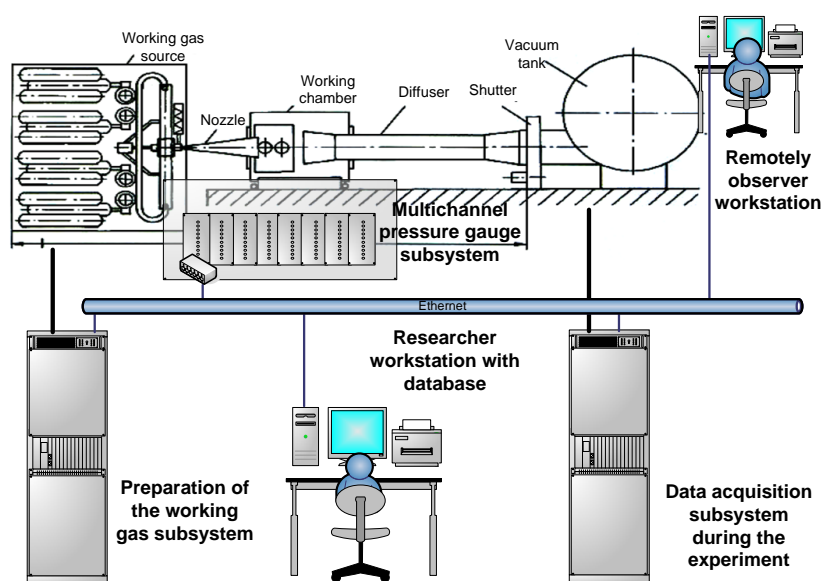 Working gas
source
Nozzle
Working
chamber
Diffuser
Shutter
Vacuum
tank
Remotely
observer
workstation
Multichannel
pressure gauge
subsystem
Ethernet
Researcher
workstation with
database
Preparation of
the working
gas subsystem
Data acquisition
subsystem
during the
experiment